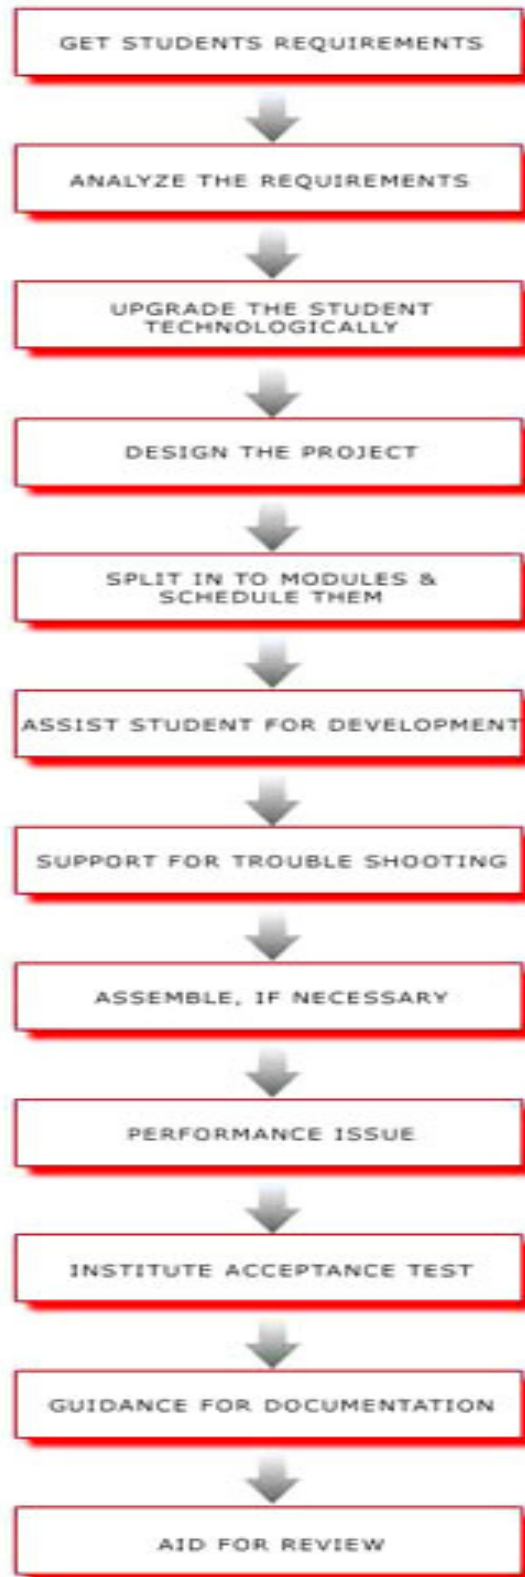 GET STUDENTS REQUIREMENTS
ANALYZE THE REQUIREMENTS
UPGRADE THE STUDENT
TECHNOLOGICALLY
DESIGN THE PROJECT
SPLIT IN TO MODULES &
SCHEDULE THEM
ASSIST STUDENT FOR DEVELOPMENT
SUPPORT FOR TROUBLE SHOOTING
ASSEMBLE, IF NECESSARY
PERFORMANCE ISSUE
INSTITUTE ACCEPTANCE TEST
GUIDANCE FOR DOCUMENTATION
AID FOR REVIEW